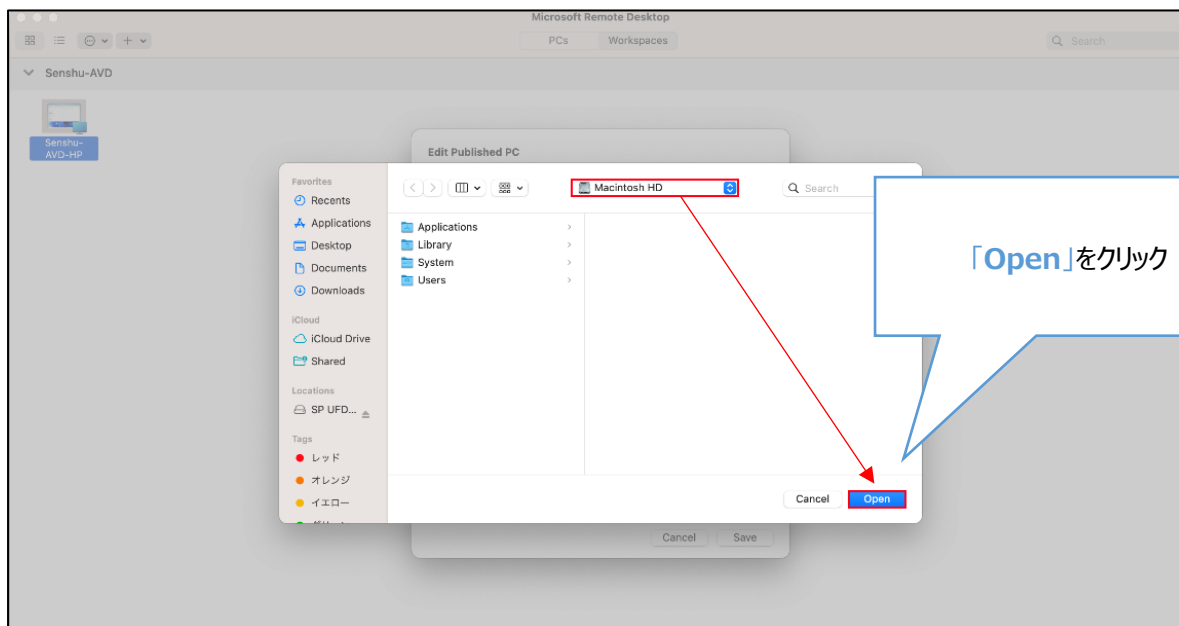 Microsoft Remote Desktop
PCs
Workspaces
Search
Senshu-AVD
Senshu-
AVD-HP
Edit Published PC
Favorites
Recents
Applications
Desktop
Documents
Downloads
iCloud
iCloud Drive
Shared
Locations
SP UFD...
Tags
レッド
オレンジ
イエロー
Macintosh HD
Search
Applications
Library
System
Users
Cancel
Open
Cancel
Save
「Open」をクリック